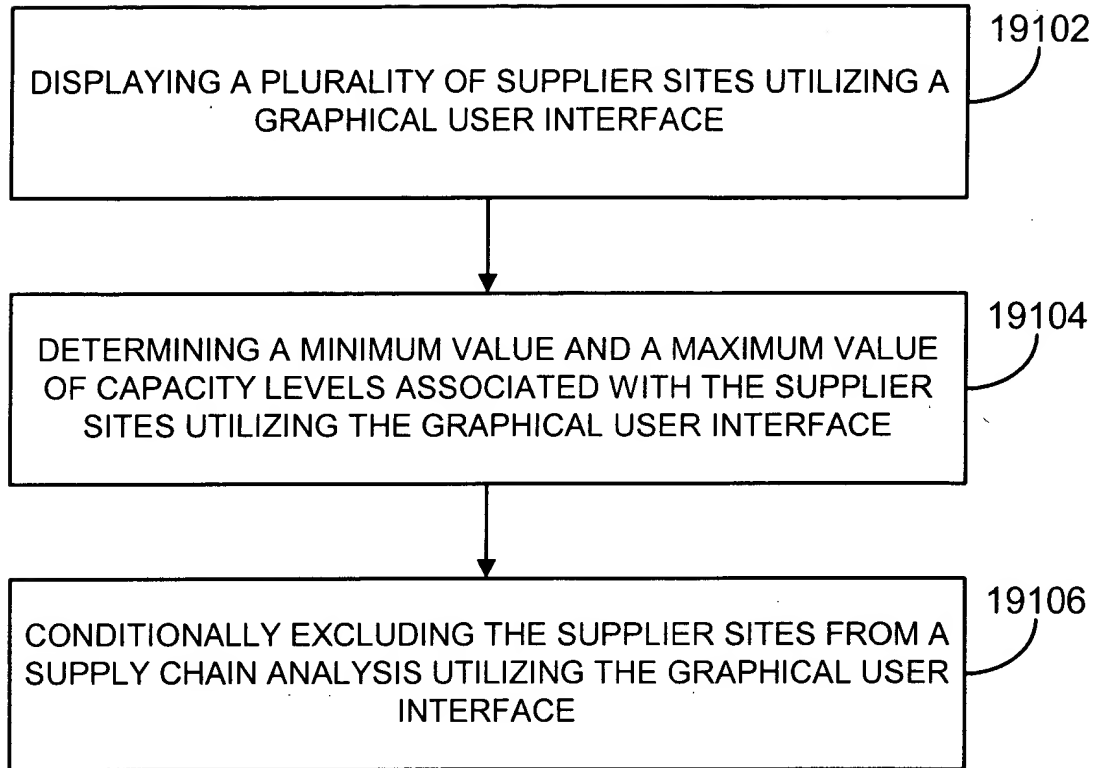 19102
DISPLAYING A PLURALITY OF SUPPLIER SITES UTILIZING A
GRAPHICAL USER INTERFACE
19104
DETERMINING A MINIMUM VALUE AND A MAXIMUM VALUE
OF CAPACITY LEVELS ASSOCIATED WITH THE SUPPLIER
SITES UTILIZING THE GRAPHICAL USER INTERFACE
19106
CONDITIONALLY EXCLUDING THE SUPPLIER SITES FROM A
SUPPLY CHAIN ANALYSIS UTILIZING THE GRAPHICAL USER
INTERFACE